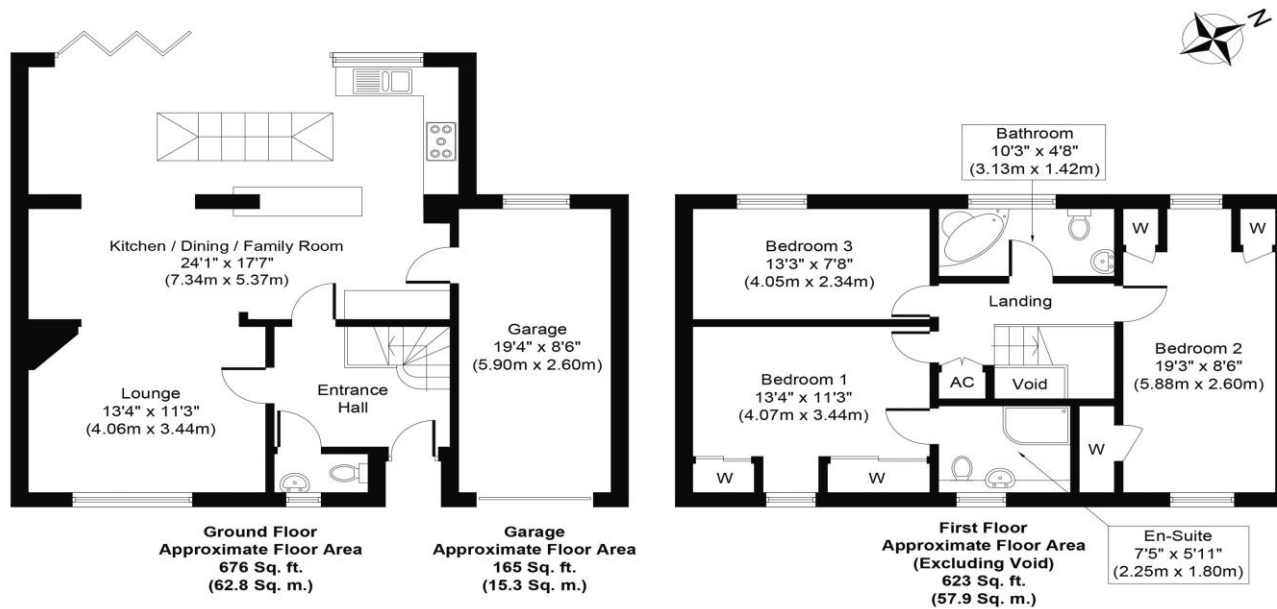 N
Kitchen / Dining / Family Room
24'1" x 17'7"
(7.34m x 5.37m)
Lounge
13'4" x 11'3"
(4.06m x 3.44m)
Entrance
Hall
Garage
19'4" x 8'6"
(5.90m x 2.60m)
Ground Floor
Approximate Floor Area
676 Sq. ft.
(62.8 Sq. m.)
Garage
Approximate Floor Area
165 Sq. ft.
(15.3 Sq. m.)
Bathroom
10'3" x 4'8"
(3.13m x 1.42m)
Bedroom 3
13'3" x 7'8"
(4.05m x 2.34m)
W
W
Landing
Bedroom 2
19'3" x 8'6"
(5.88m x 2.60m)
Bedroom 1
13'4" x 11'3"
(4.07m x 3.44m)
AC
Void
W
W
W
First Floor
Approximate Floor Area
(Excluding Void)
623 Sq. ft.
(57.9 Sq. m.)
En-Suite
7'5" x 5'11"
(2.25m x 1.80m)